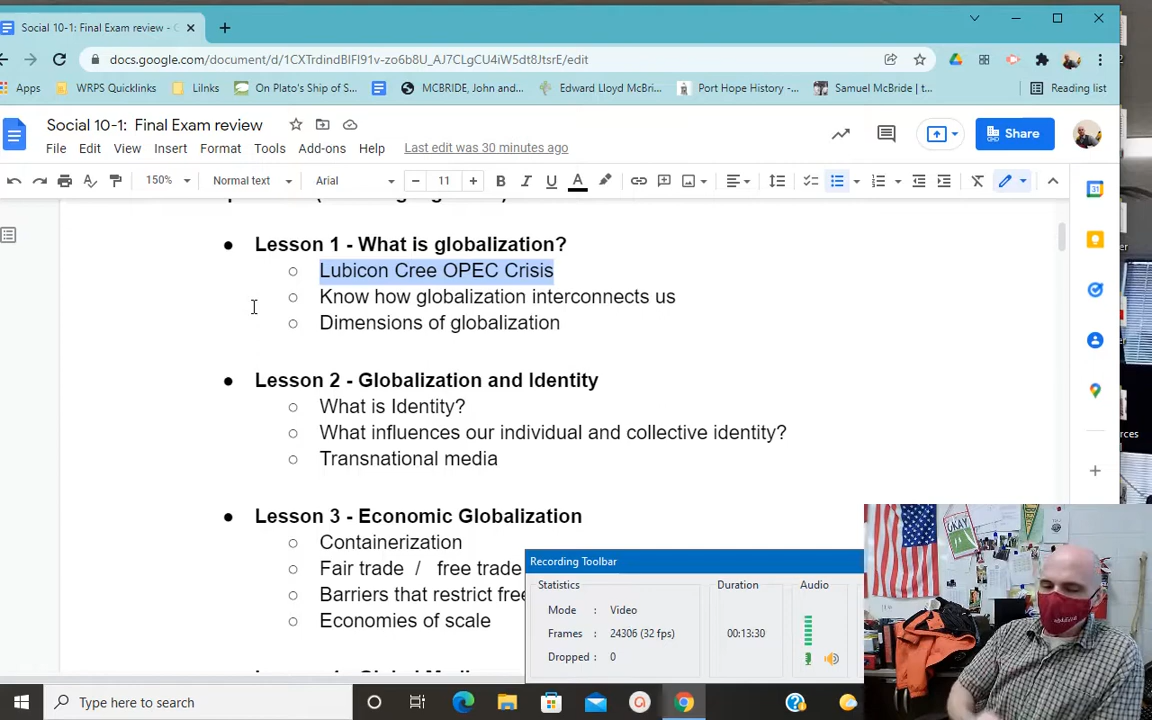 Social 10-1: Final Exam review - G
docs.google.com/document/d/1CXTrdindBIFI91v-zo6b8U_AJ7CLgCU4iW5dt8JtsrE/edit
Apps WRPS Quicklinks LiInks On Plato's Ship of S... MCBRIDE, John and... Edward Lloyd McBri... Port Hope History -... Samuel McBride | t... Reading list
Social 10-1: Final Exam review
Share
File Edit View Insert Format Tools Add-ons Help Last edit was 30 minutes ago
150% Normal text Arial 11 B I U A
31
Lesson 1 - What is globalization?
Lubicon Cree OPEC Crisis
Know how globalization interconnects us
Dimensions of globalization
Lesson 2 - Globalization and Identity
What is Identity?
What influences our individual and collective identity?
Transnational media
Lesson 3 - Economic Globalization
Containerization
Fair trade / free trade
Barriers that restrict free
Economies of scale
Recording Toolbar
Statistics Duration Audio
Mode : Video
Frames : 24306 (32 fps) 00:13:30
Dropped : 0
OKAY
Type here to search